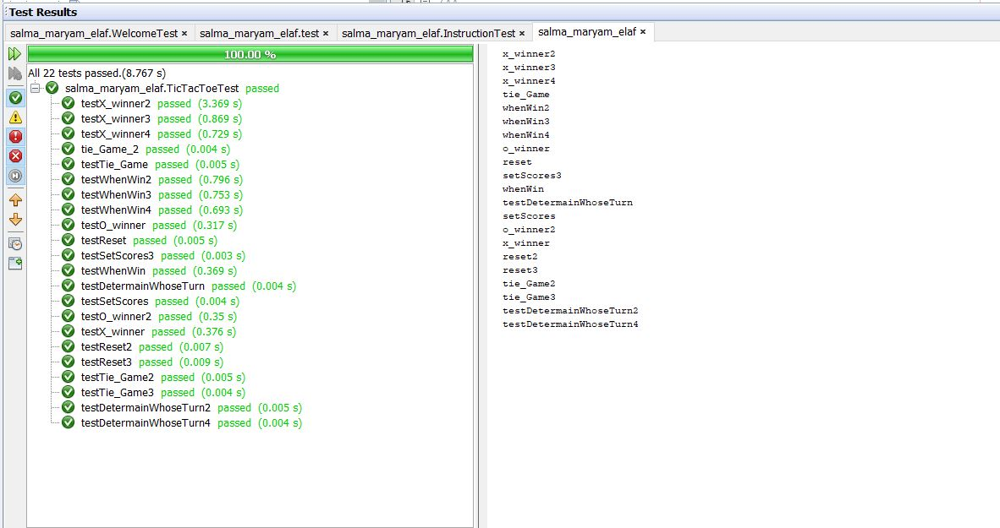 Test Results
salma_maryam_elaf.WelcomeTest × salma_maryam_elaf.test × salma_maryam_elaf.InstructionTest × salma_maryam_elaf ×
100.00 %
All 22 tests passed.(8.767 s)
salma_maryam_elaf.TicTacToeTest passed
testX_winner2 passed (3.369 s)
testX_winner3 passed (0.869 s)
testX_winner4 passed (0.729 s)
tie_Game_2 passed (0.004 s)
testTie_Game passed (0.005 s)
testWhenWin2 passed (0.796 s)
testWhenWin3 passed (0.753 s)
testWhenWin4 passed (0.693 s)
testO_winner passed (0.317 s)
testReset passed (0.005 s)
testSetScores3 passed (0.003 s)
testWhenWin passed (0.369 s)
testDetermainWhoseTurn passed (0.004 s)
testSetScores passed (0.004 s)
testO_winner2 passed (0.35 s)
testX_winner passed (0.376 s)
testReset2 passed (0.007 s)
testReset3 passed (0.009 s)
testTie_Game2 passed (0.005 s)
testTie_Game3 passed (0.004 s)
testDetermainWhoseTurn2 passed (0.005 s)
testDetermainWhoseTurn4 passed (0.004 s)
x_winner2
x_winner3
x_winner4
tie_Game
whenWin2
whenWin3
whenWin4
o_winner
reset
setScores3
whenWin
testDetermainWhoseTurn
setScores
o_winner2
x_winner
reset2
reset3
tie_Game2
tie_Game3
testDetermainWhoseTurn2
testDetermainWhoseTurn4